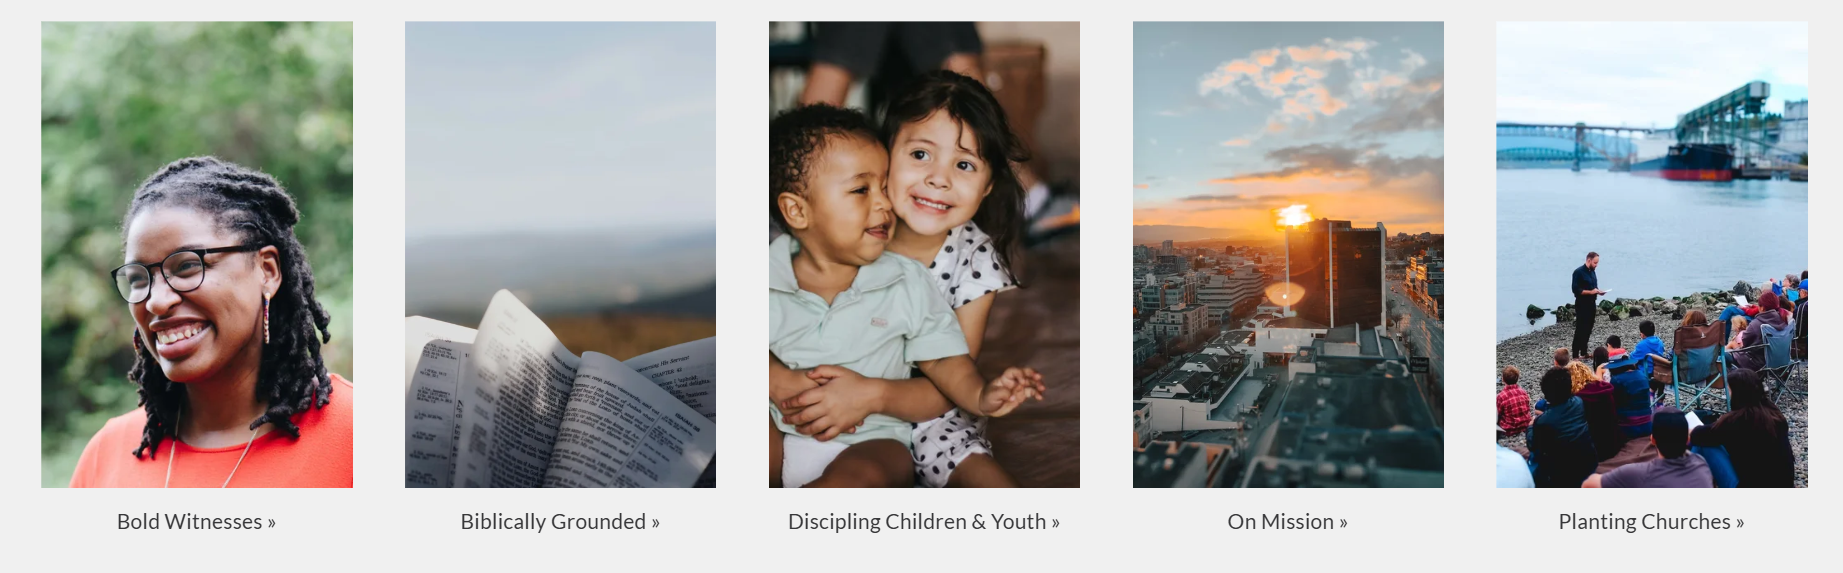 Bold Witnesses »
Biblically Grounded »
Discipling Children & Youth »
On Mission »
Planting Churches »